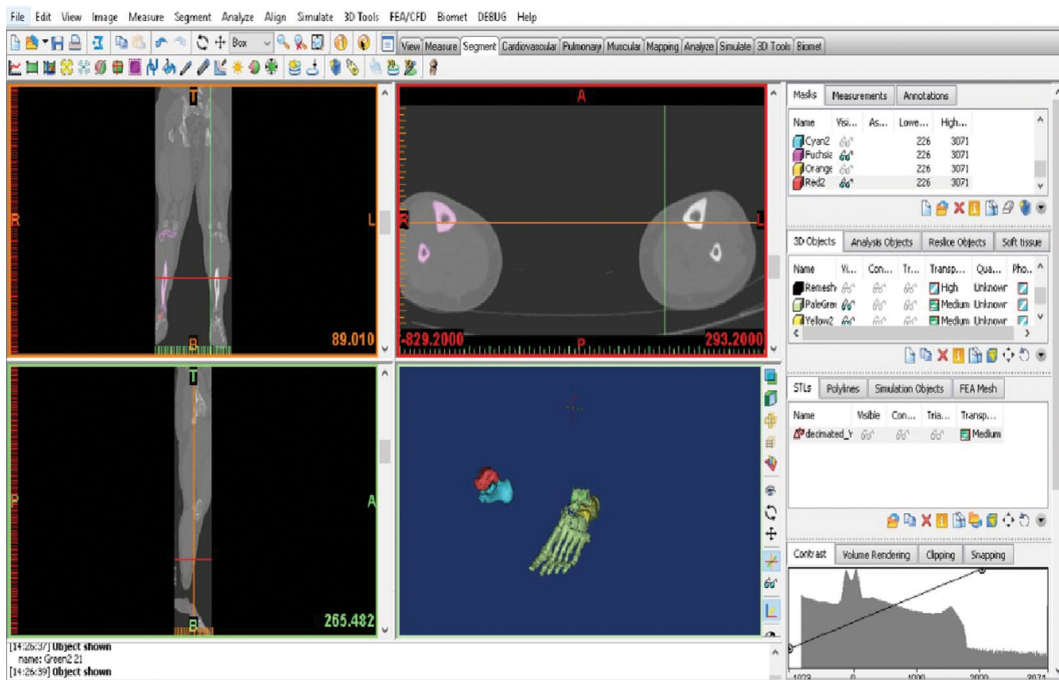 File Edit View Image Measure Segment Analyze Align Simulate 3D Tools FEA/CFD Biomet DEBUG Help
Box
View Measure Segment Cardiovascular Pulmonary Muscular Mapping Analyze Simulate 3D Tools Biomet
T
R
L
B
89.010
A
R
L
P
-829.2000
293.2000
T
P
A
B
265.482
Masks Measurements Annotations
Name Visi... As... Lowe... High...
Cyan2 226 3071
Fuchsia 226 3071
Orange 226 3071
Red2 226 3071
3D Objects Analysis Objects Reslice Objects Soft tissue
Name Vi... Con... Tr... Transp... Qua... Pho...
Remesh High Unknown
PaleGree Medium Unknown
Yellow2 Medium Unknown
STLs Polylines Simulation Objects FEA Mesh
Name Visible Con... Tria... Transp...
decimated_Y Medium
Contrast Volume Rendering Clipping Snapping
-1023 0 1000 2000 3071
[14:26:37] Object shown
name: Green2 21
[14:26:39] Object shown